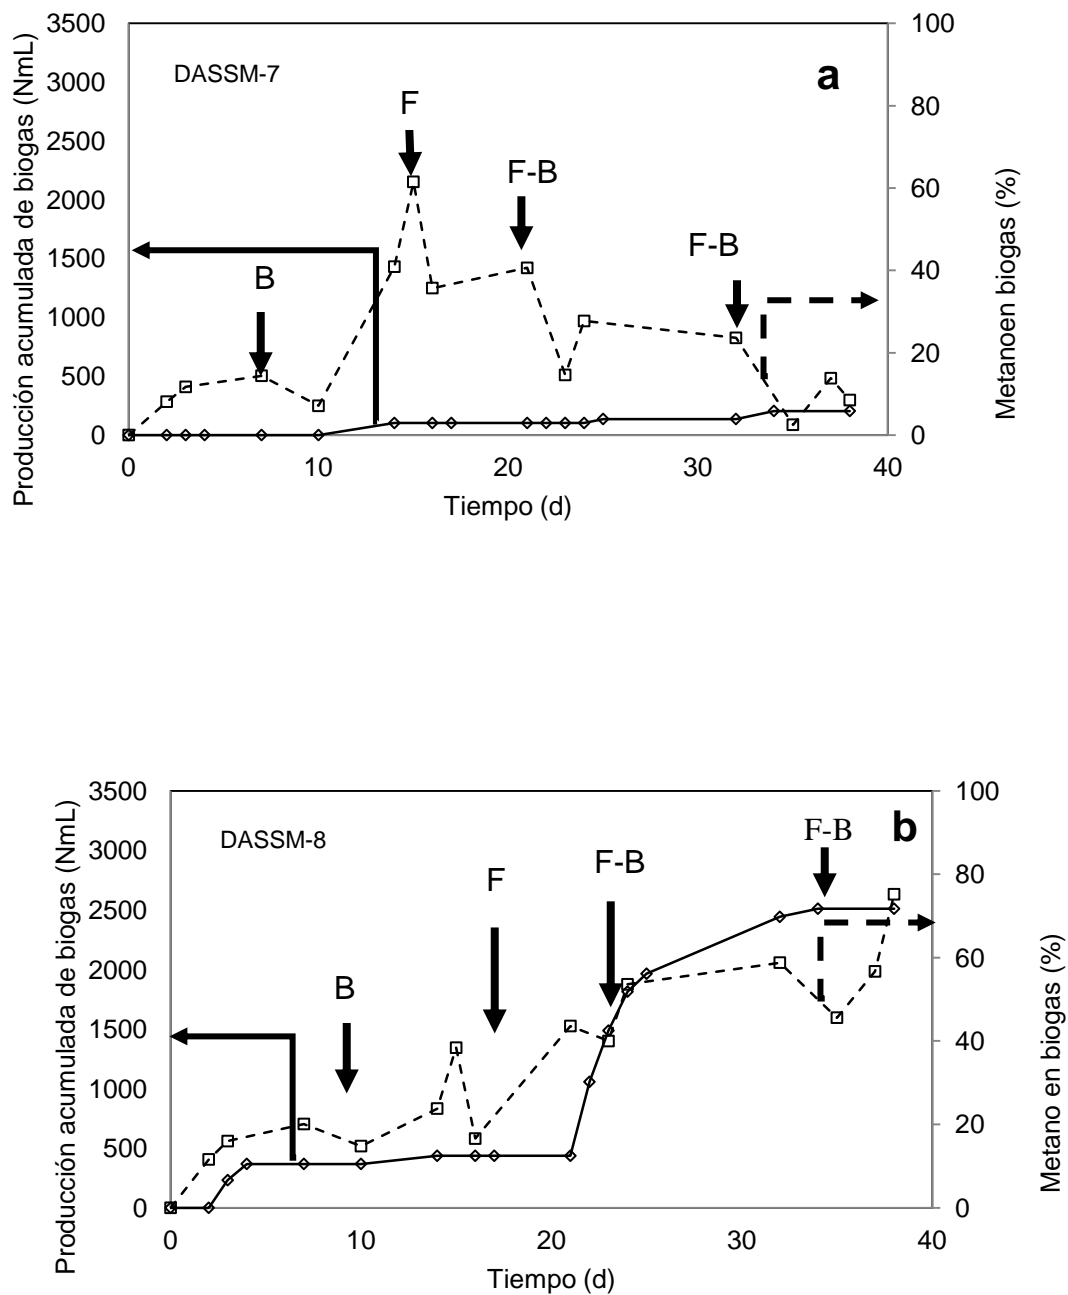 DASSM-7
a
F
F-B
F-B
B
3500
3000
2500
2000
1500
1000
500
0
Producción acumulada de biogas (NmL)
100
80
60
40
20
0
Metanoen biogas (%)
0 10 20 30 40
Tiempo (d)
DASSM-8
b
F-B
F-B
F
B
3500
3000
2500
2000
1500
1000
500
0
Producción acumulada de biogas (NmL)
100
80
60
40
20
0
Metano en biogas (%)
0 10 20 30 40
Tiempo (d)